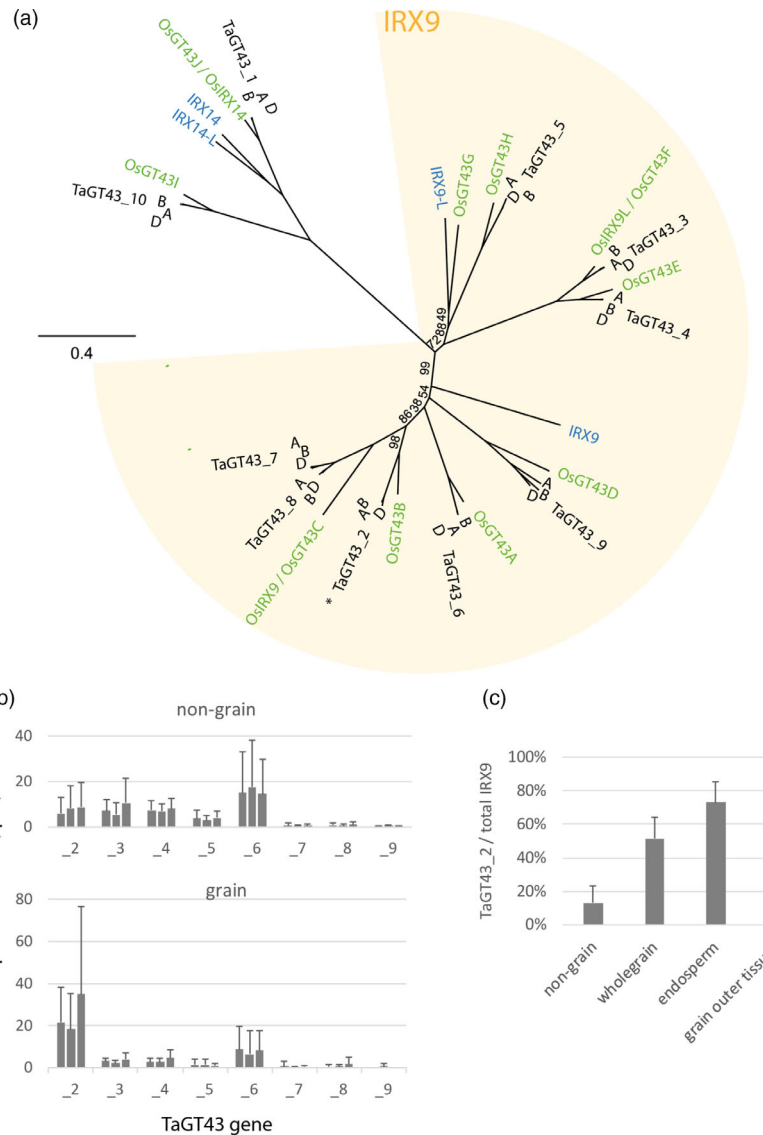 (a)
IRX9
OsGT43J / OsIRX14
TaGT43_1
A
D
B
IRX14
IRX14-L
OsGT43I
TaGT43_10
B
A
D
0.4
IRX9-L
OsGT43G
OsGT43H
A
D
B
TaGT43_5
OsIRX9L / OsGT43F
B
A
D
TaGT43_3
OsGT43E
A
B
D
TaGT43_4
72
88
49
99
54
38
86
98
IRX9
OsGT43D
A
B
D
TaGT43_9
OsGT43A
B
A
D
TaGT43_6
OsGT43B
B
A
D
* TaGT43_2
OsIRX9 / OsGT43C
A
D
B
TaGT43_8
A
B
D
TaGT43_7
b)
non-grain
40
20
0
_2 _3 _4 _5 _6 _7 _8 _9
grain
80
60
40
20
0
_2 _3 _4 _5 _6 _7 _8 _9
TaGT43 gene
(c)
TaGT43_2 / total IRX9
100%
80%
60%
40%
20%
0%
non-grain
wholegrain
endosperm
grain outer tissu